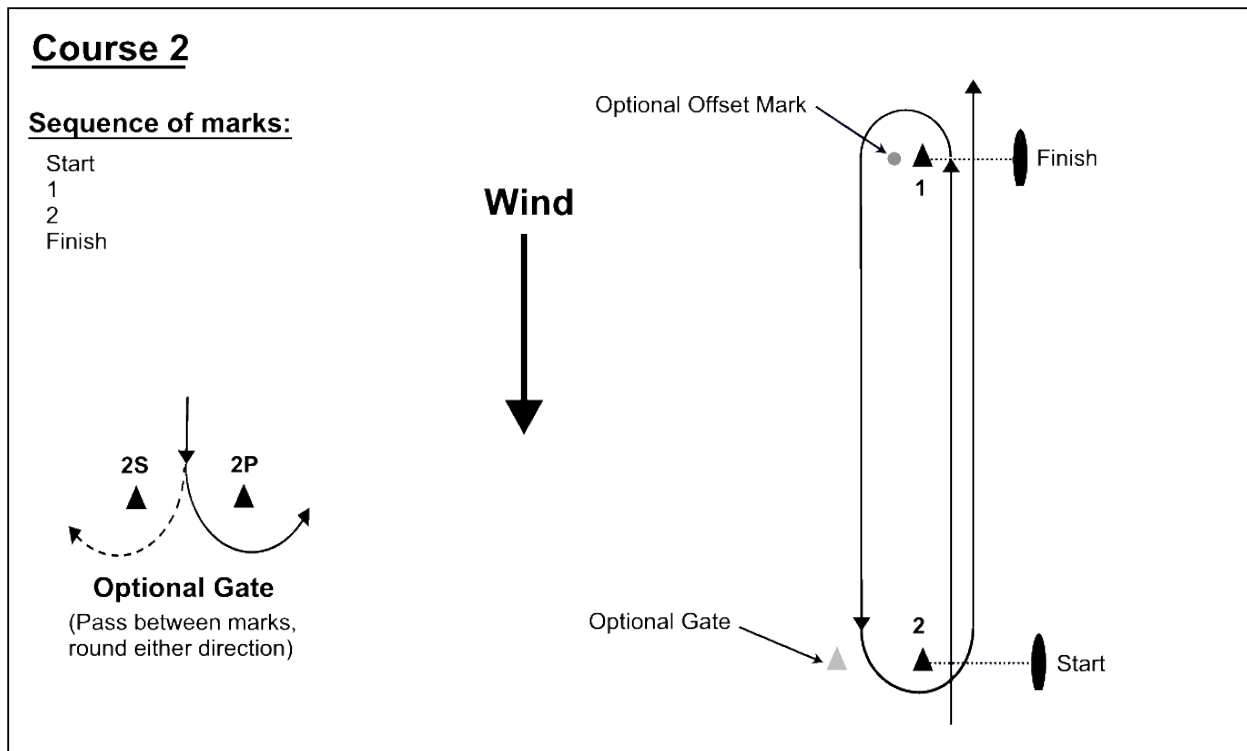 Course 2
Sequence of marks:
Start
1
2
Finish
Wind
2S
2P
Optional Gate
(Pass between marks,
round either direction)
Optional Offset Mark
1
Finish
Optional Gate
2
Start